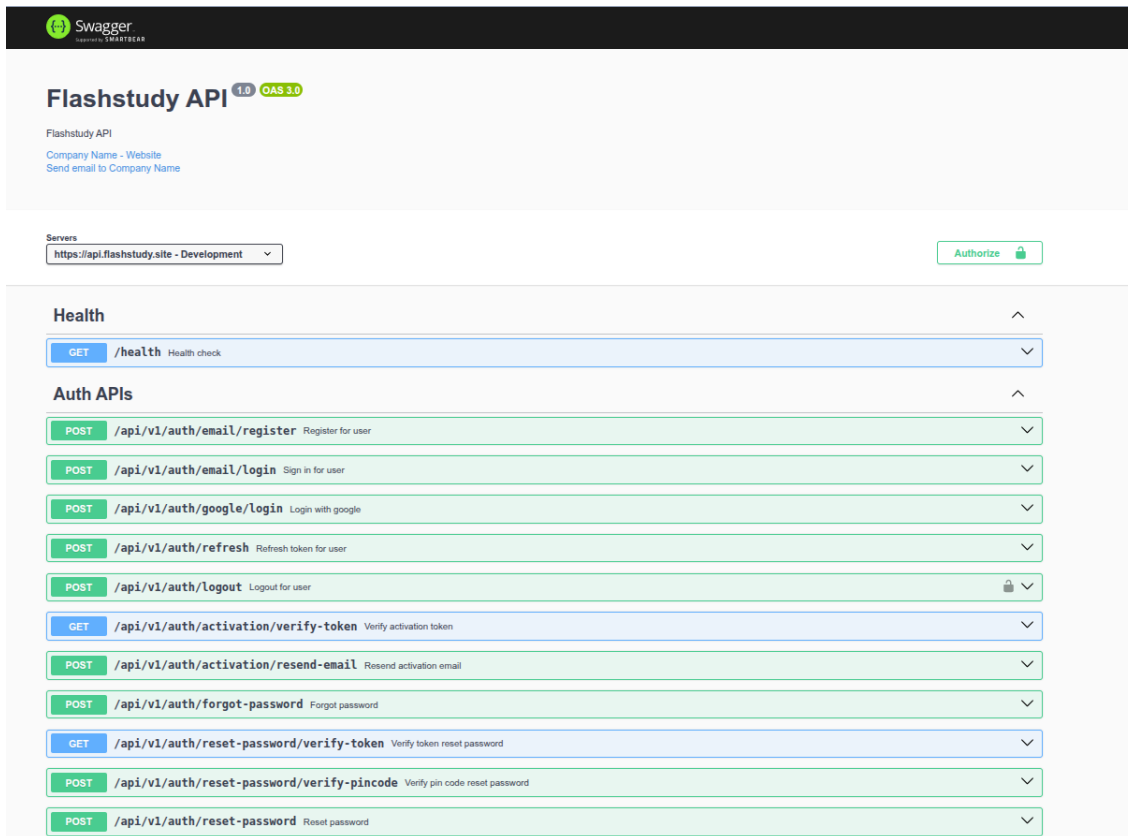 Swagger.
Supported by SMARTBEAR
Flashstudy API 1.0 OAS 3.0
Flashstudy API
Company Name - Website
Send email to Company Name
Servers
https://api.flashstudy.site - Development
Authorize
Health
GET /health Health check
Auth APIs
POST /api/v1/auth/email/register Register for user
POST /api/v1/auth/email/login Sign in for user
POST /api/v1/auth/google/login Login with google
POST /api/v1/auth/refresh Refresh token for user
POST /api/v1/auth/logout Logout for user
GET /api/v1/auth/activation/verify-token Verify activation token
POST /api/v1/auth/activation/resend-email Resend activation email
POST /api/v1/auth/forgot-password Forgot password
GET /api/v1/auth/reset-password/verify-token Verify token reset password
POST /api/v1/auth/reset-password/verify-pincode Verify pin code reset password
POST /api/v1/auth/reset-password Reset password